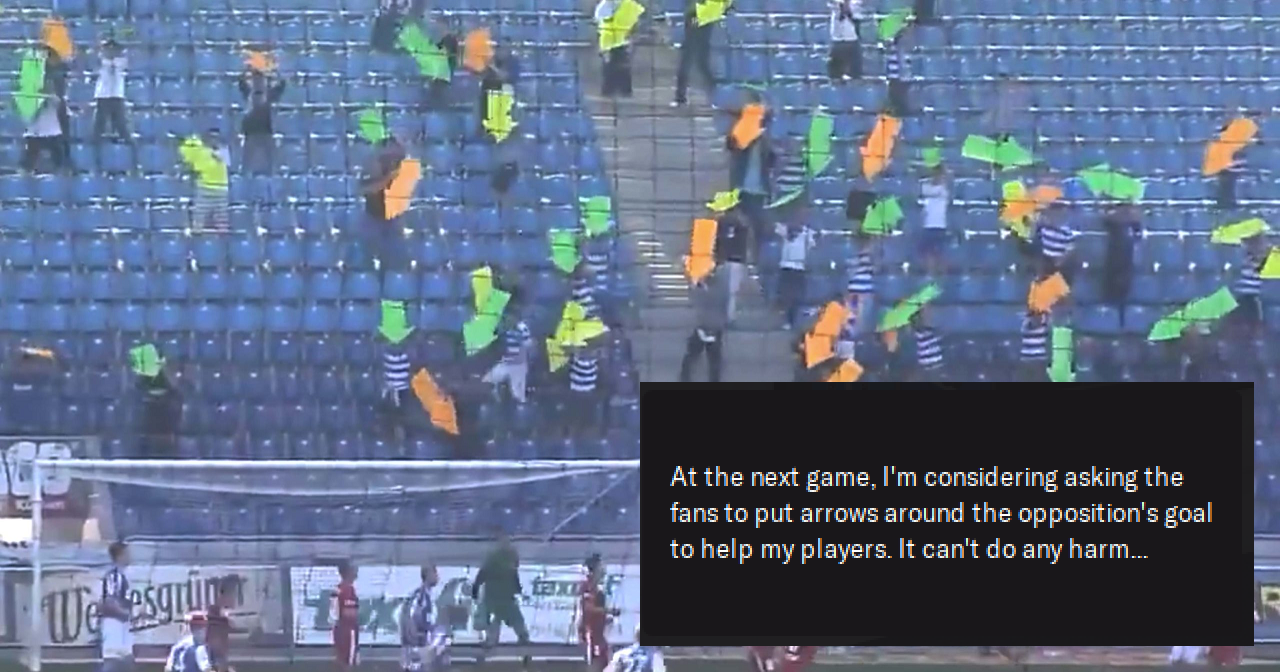 At the next game, I'm considering asking the
fans to put arrows around the opposition's goal
to help my players. It can't do any harm...